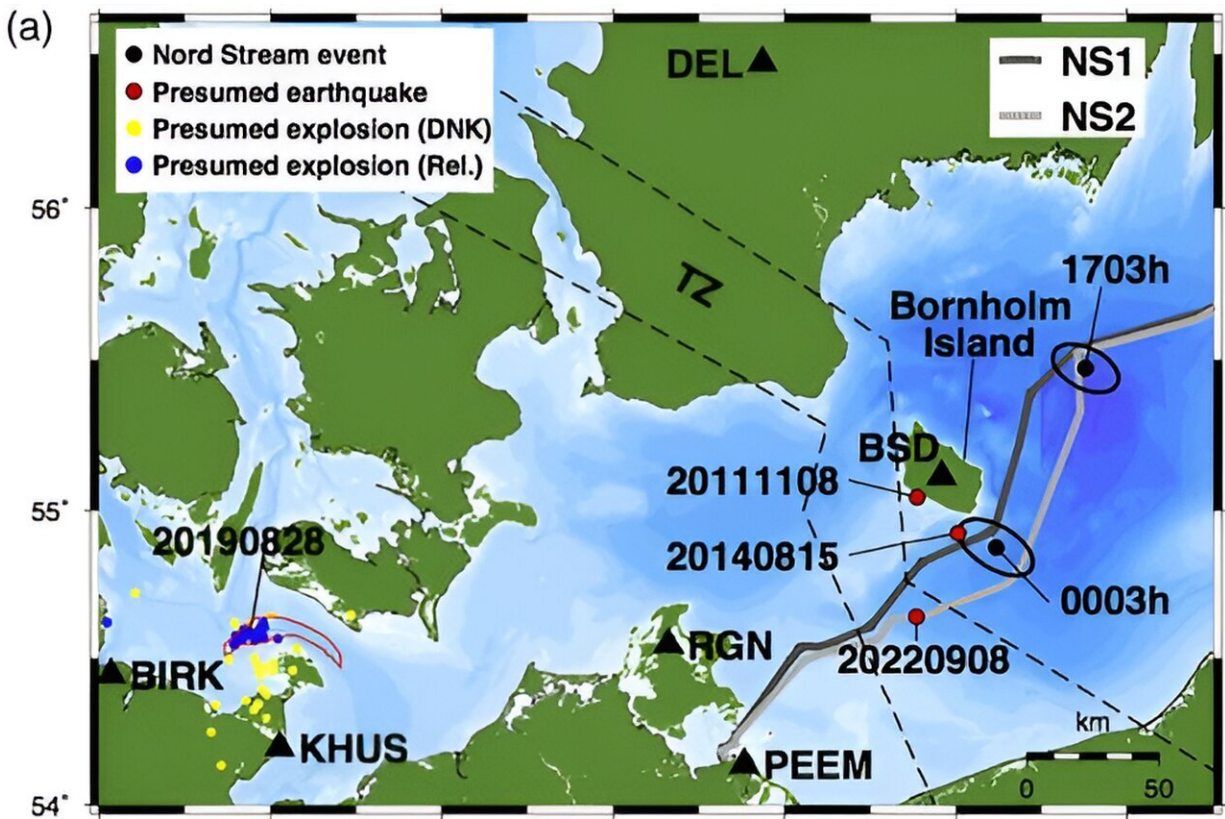 (a)
Nord Stream event
Presumed earthquake
Presumed explosion (DNK)
Presumed explosion (Rel.)
DEL
NS1
NS2
56°
TZ
1703h
Bornholm
Island
BSD
20111108
55°
20190828
20140815
0003h
RGN
20220908
BIRK
KHUS
PEEM
km
0 50
54°